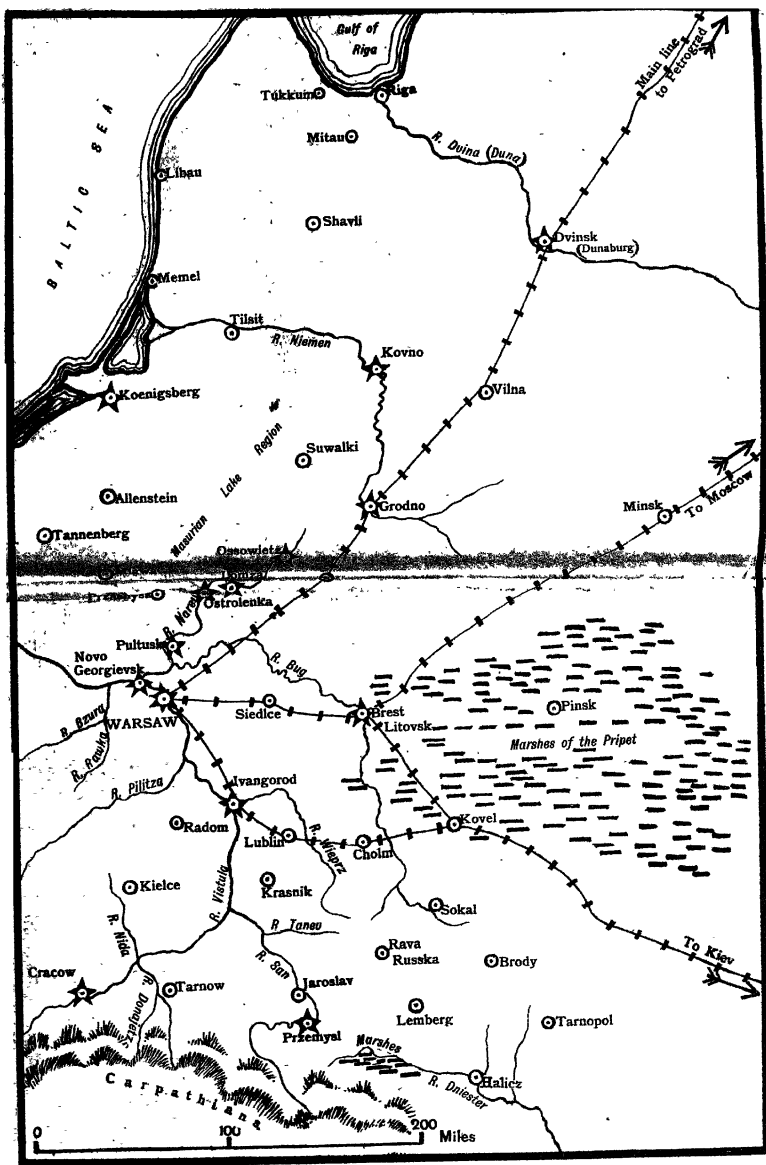 Gulf of
Riga
Main line
to Petrograd
Tukkum
Riga
BALTIC SEA
Mitau
R. Dvina (Duna)
Libau
Shavli
Dvinsk
(Dunaburg)
Memel
Tilsit
R. Niemen
Kovno
Koenigsberg
Vilna
Suwalki
Masurian Lake Region
Allenstein
Grodno
Minsk
To Moscow
Tannenberg
Ossowietz
Lomza
Ostrolenka
R. Narew
Pultusk
Novo
Georgievsk
R. Bug
WARSAW
Siedlce
Brest
Litovsk
Pinsk
R. Bzura
R. Rawka
Marshes of the Pripet
R. Pilitza
Ivangorod
Radom
Lublin
R. Wieprz
Cholm
Kovel
Kielce
R. Vistula
Krasnik
Sokal
R. Nida
R Tanev
To Kiev
R. San
Rava
Russka
Brody
Cracow
R. Donajetz
Tarnow
Jaroslav
Lemberg
Tarnopol
Przemysl
Marshes
R. Dniester
Halicz
Carpathians
0 100 200 Miles